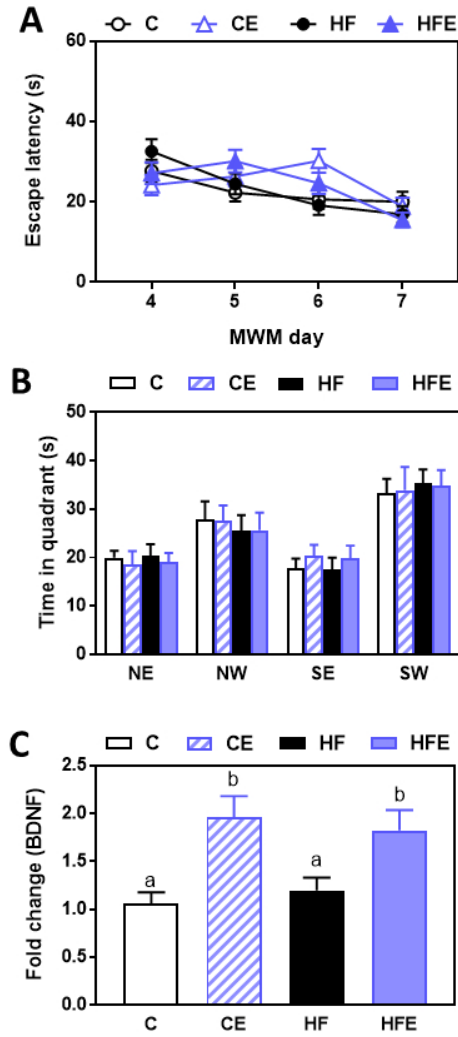 A
C CE HF HFE
Escape latency (s)
60
40
20
0
4 5 6 7
MWM day
B
C CE HF HFE
Time in quadrant (s)
50
40
30
20
10
0
NE NW SE SW
C
C CE HF HFE
Fold change (BDNF)
2.5
2.0
1.5
1.0
0.5
0.0
a b a b
C CE HF HFE